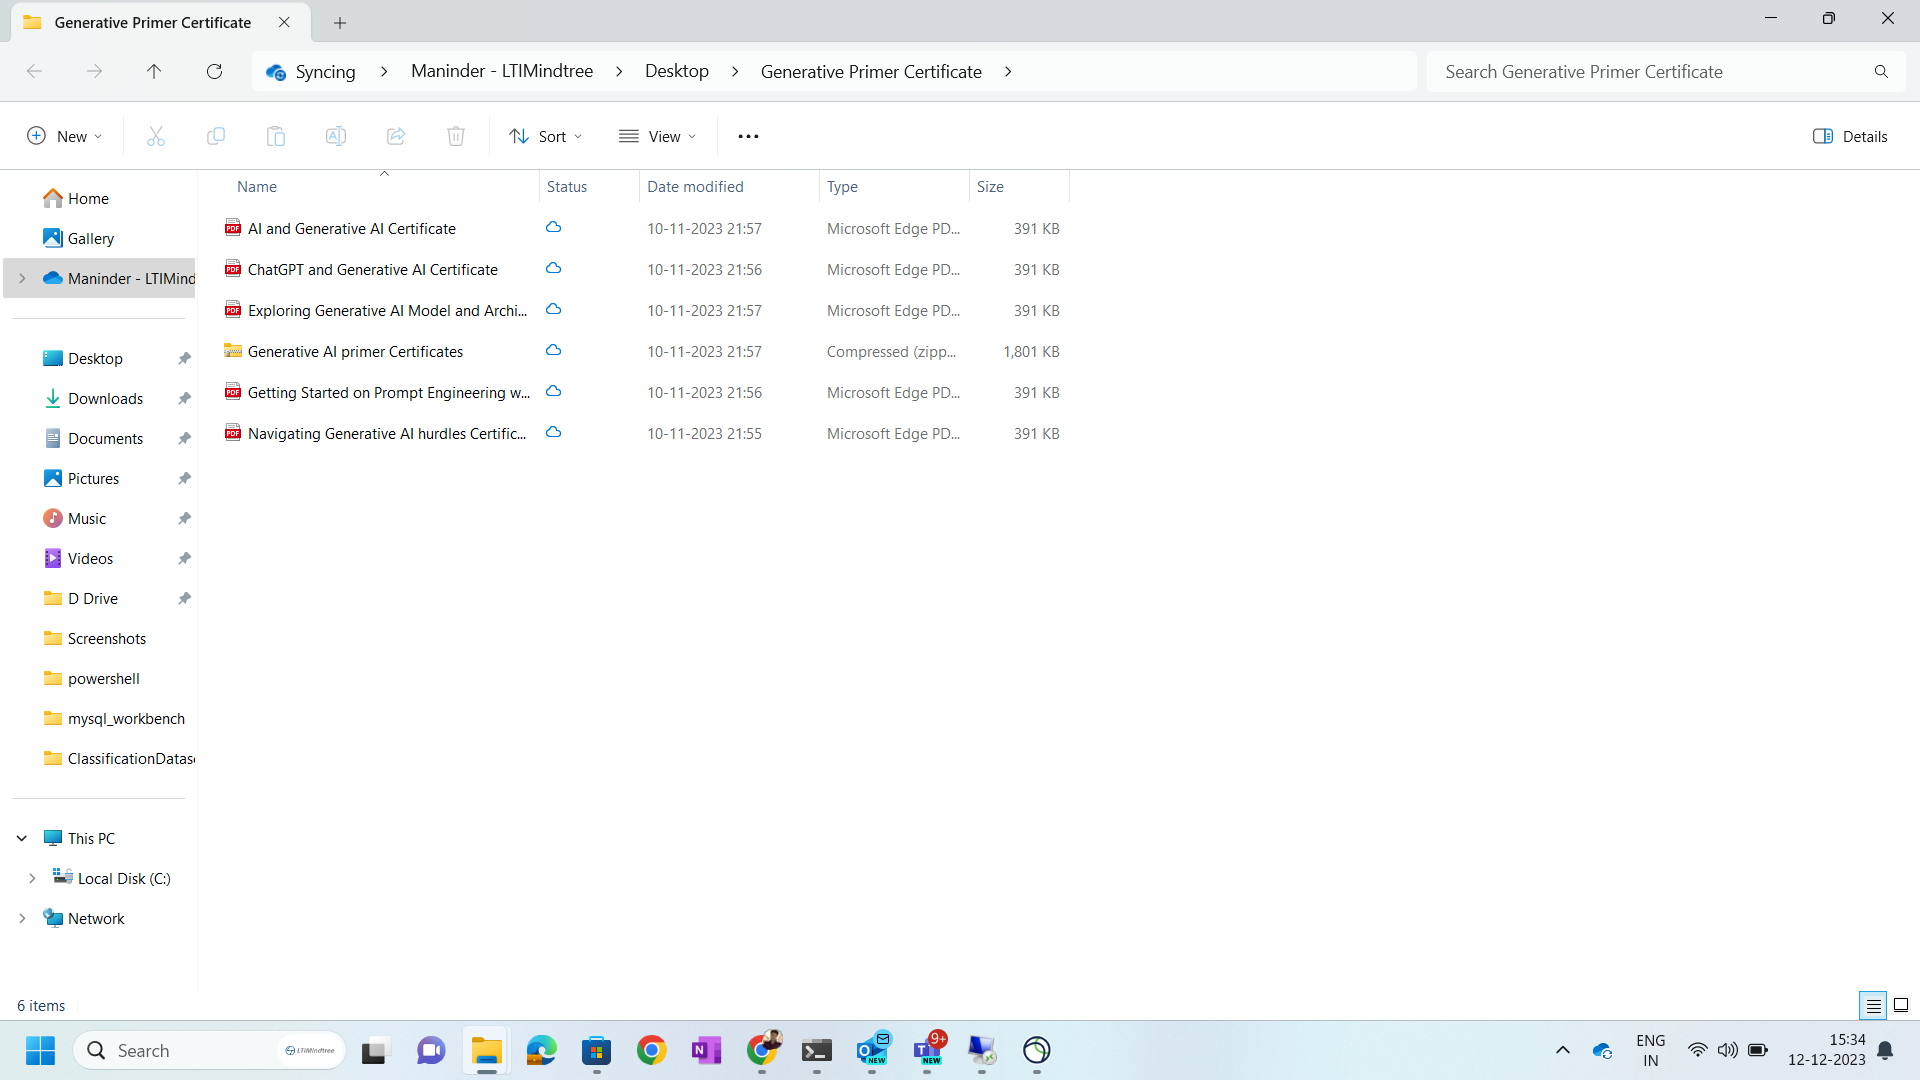 Generative Primer Certificate
Syncing > Maninder - LTIMindtree > Desktop > Generative Primer Certificate >
Search Generative Primer Certificate
New
Sort
View
Details
Name Status Date modified Type Size
AI and Generative AI Certificate 10-11-2023 21:57 Microsoft Edge PD... 391 KB
ChatGPT and Generative AI Certificate 10-11-2023 21:56 Microsoft Edge PD... 391 KB
Exploring Generative AI Model and Archi... 10-11-2023 21:57 Microsoft Edge PD... 391 KB
Generative AI primer Certificates 10-11-2023 21:57 Compressed (zipp... 1,801 KB
Getting Started on Prompt Engineering w... 10-11-2023 21:56 Microsoft Edge PD... 391 KB
Navigating Generative AI hurdles Certific... 10-11-2023 21:55 Microsoft Edge PD... 391 KB
Home
Gallery
Maninder - LTIMind
Desktop
Downloads
Documents
Pictures
Music
Videos
D Drive
Screenshots
powershell
mysql_workbench
ClassificationDatas
This PC
Local Disk (C:)
Network
6 items
Search
LTIMindtree
NEW
9+
NEW
ENG
IN
15:34
12-12-2023